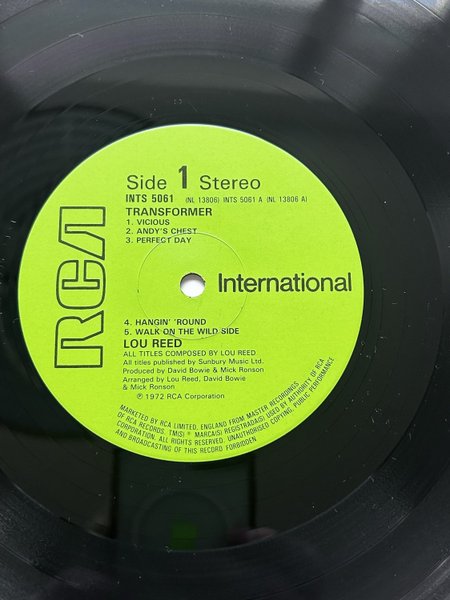 Side 1 Stereo
INTS 5061 (NL 13806) INTS 5061 A (NL 13806 A)
TRANSFORMER
1. VICIOUS
2. ANDY'S CHEST
3. PERFECT DAY
RCA
International
4. HANGIN' 'ROUND
5. WALK ON THE WILD SIDE
LOU REED
ALL TITLES COMPOSED BY LOU REED
All titles published by Sunbury Music Ltd.
Produced by David Bowie
& Mick Ronson
Arranged by Lou Reed, David Bowie
& Mick Ronson
℗ 1972 RCA Corporation
MARKETED BY RCA LIMITED, ENGLAND FROM MASTER RECORDINGS
OF RCA RECORDS. TM(S) ® MARCA(S) REGISTRADA(S) USED BY AUTHORITY OF RCA
CORPORATION. ALL RIGHTS RESERVED. UNAUTHORISED COPYING, PUBLIC PERFORMANCE
AND BROADCASTING OF THIS RECORD FORBIDDEN